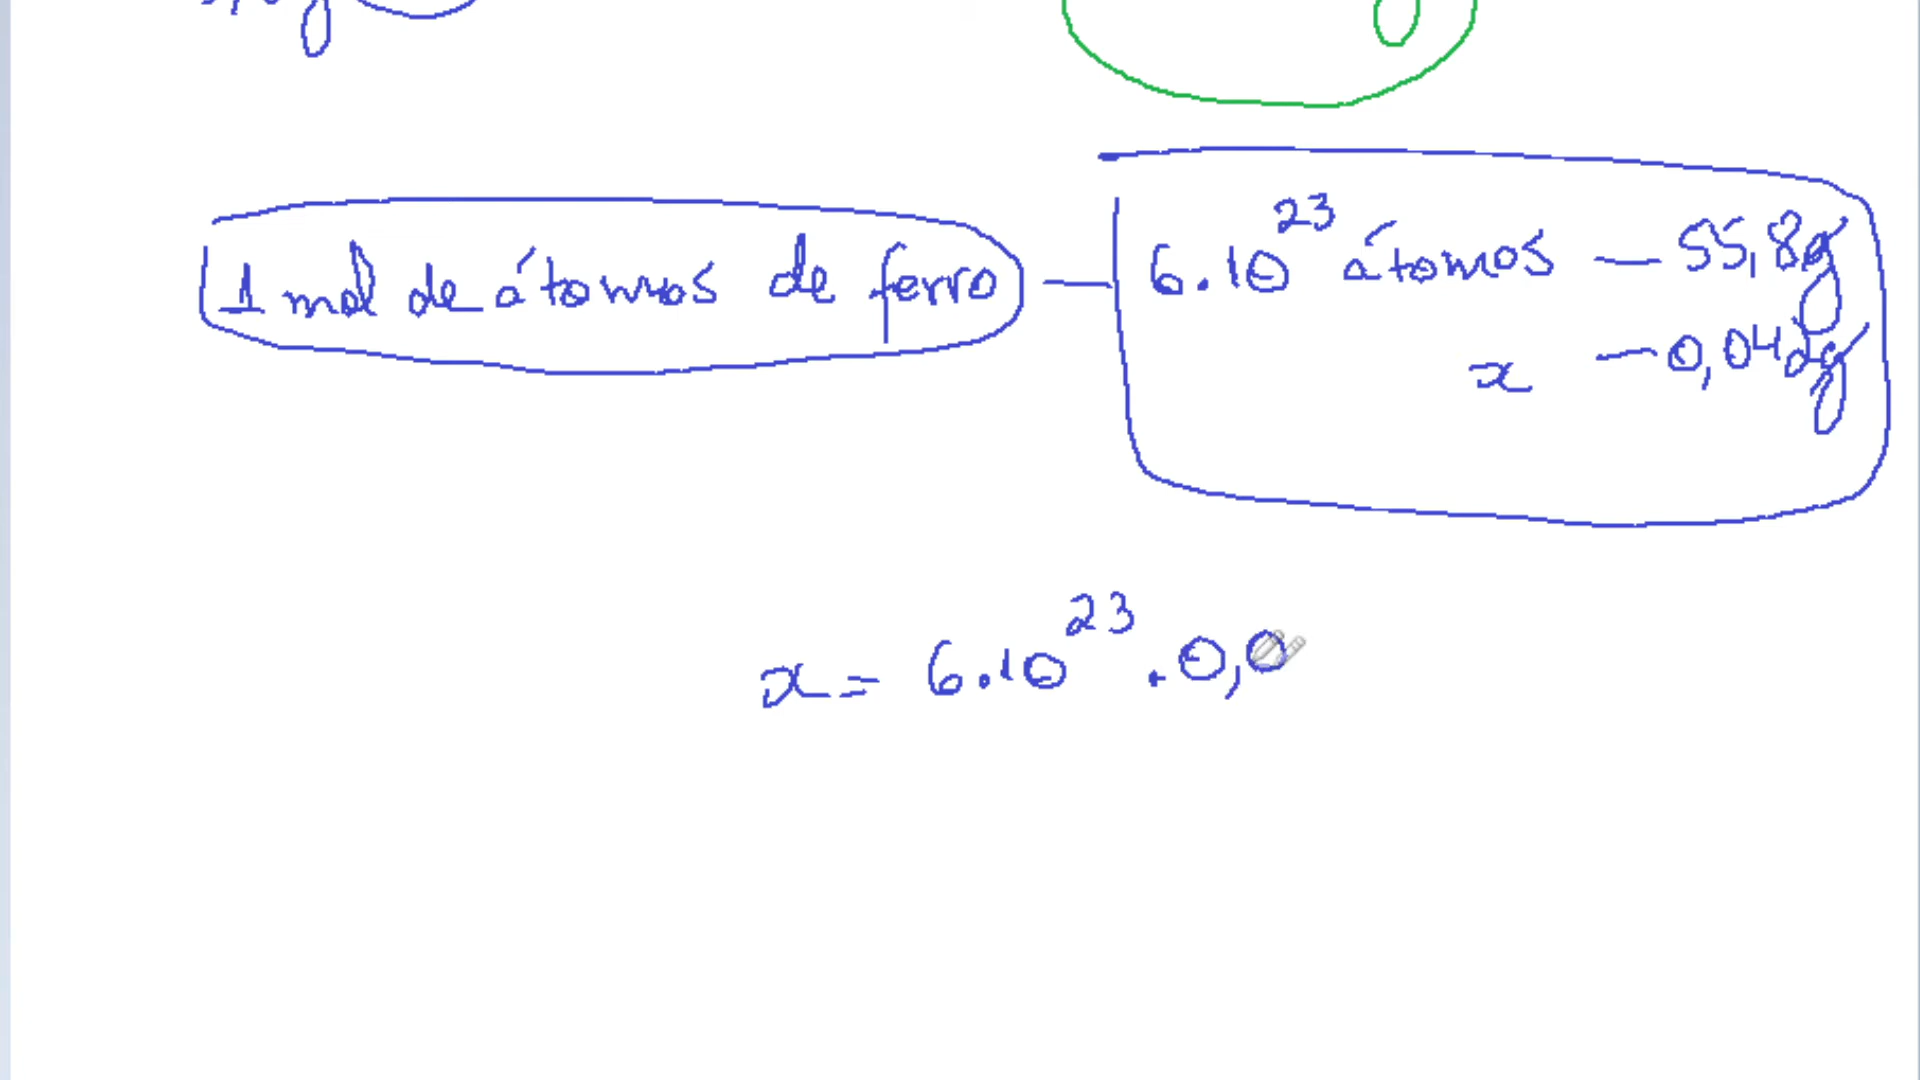 1 mol de átomos de ferro — 6.10²³ átomos — 55,8g
x — 0,042g
x = 6.10²³ . 0,0